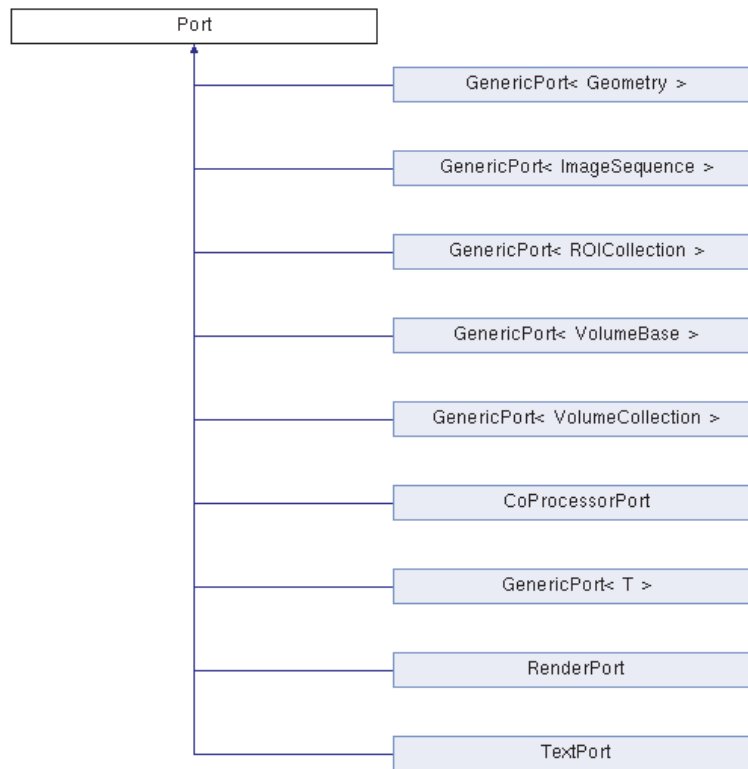 Port
GenericPort< Geometry >
GenericPort< ImageSequence >
GenericPort< ROICollection >
GenericPort< VolumeBase >
GenericPort< VolumeCollection >
CoProcessorPort
GenericPort< T >
RenderPort
TextPort